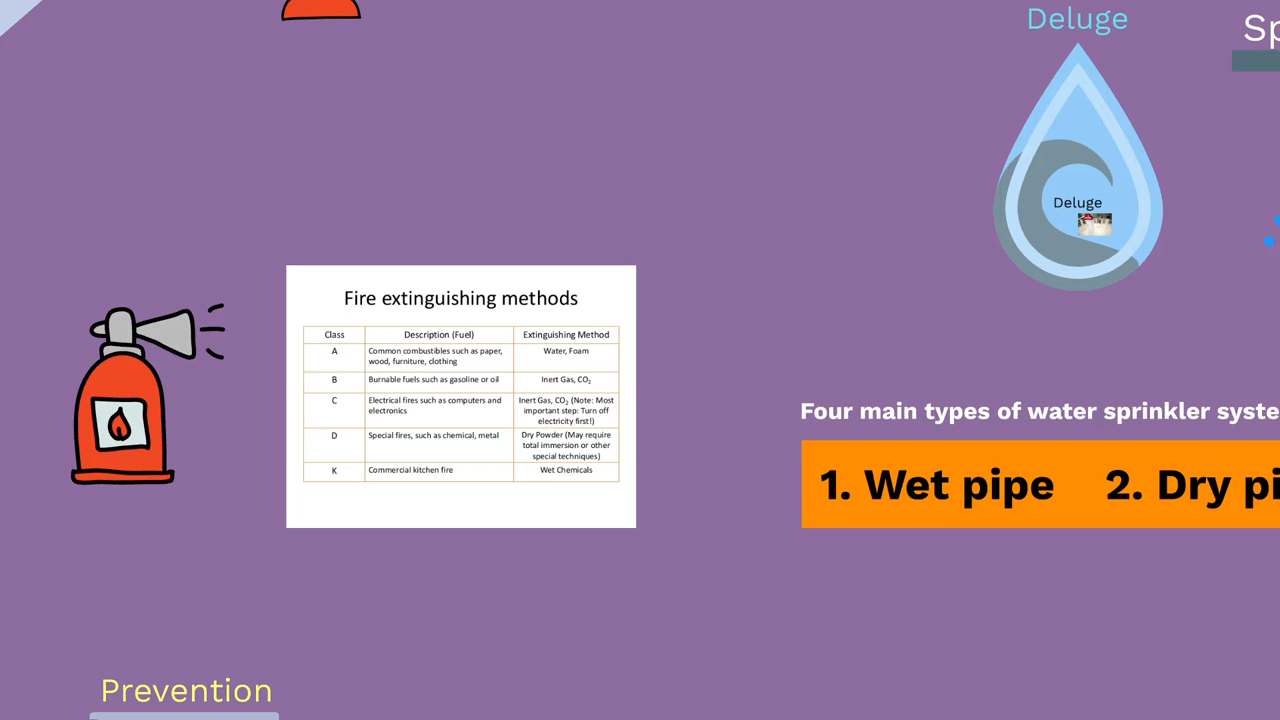 Deluge
Sp
Deluge
Fire extinguishing methods
Class Description (Fuel) Extinguishing Method
A Common combustibles such as paper, wood, furniture, clothing Water, Foam
B Burnable fuels such as gasoline or oil Inert Gas, CO₂
C Electrical fires such as computers and electronics Inert Gas, CO₂ (Note: Most important step: Turn off electricity first!)
D Special fires, such as chemical, metal Dry Powder (May require total immersion or other special techniques)
K Commercial kitchen fire Wet Chemicals
Four main types of water sprinkler syste
1. Wet pipe 2. Dry pi
Prevention